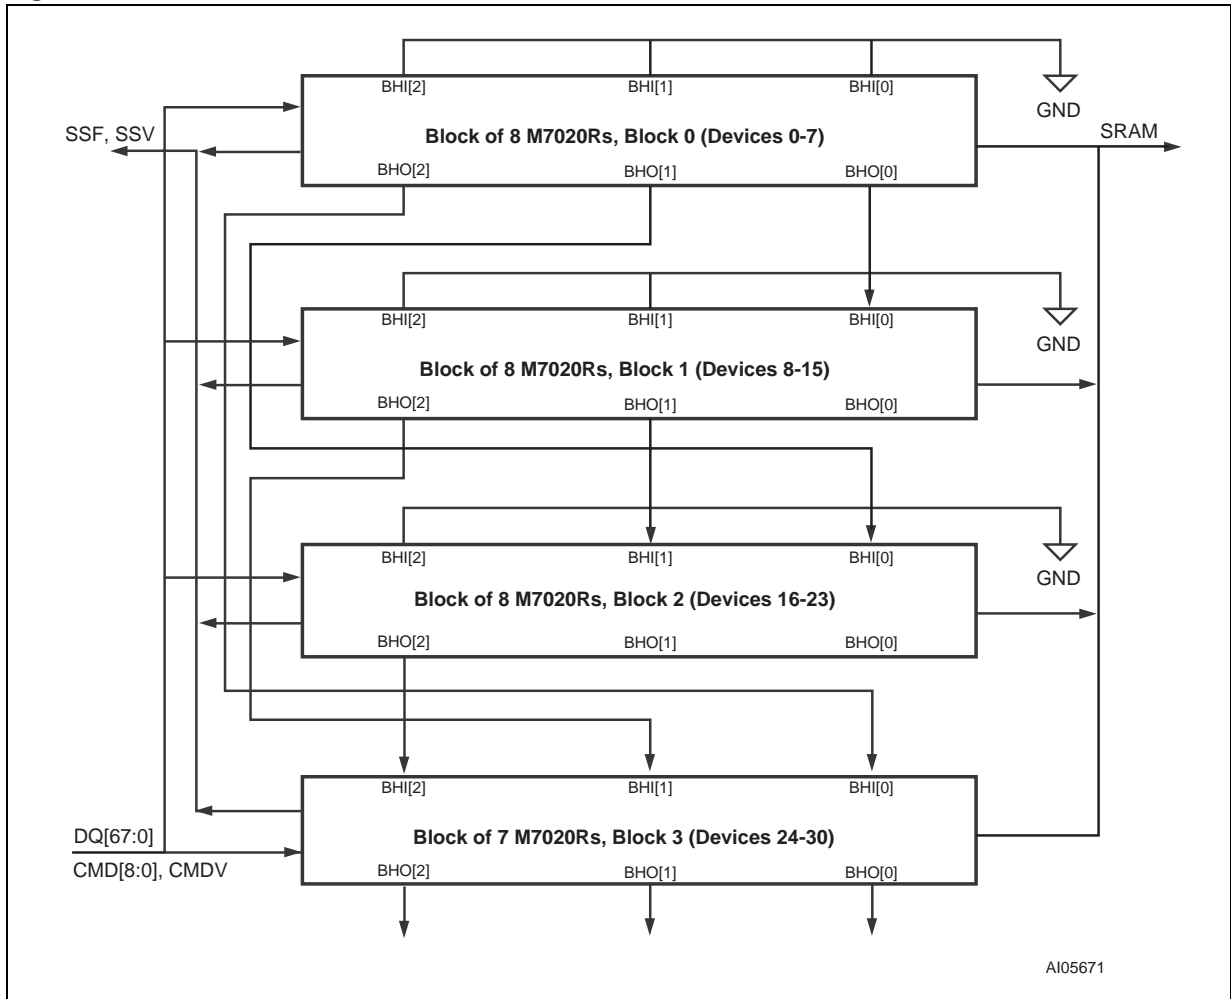 BHI[2] BHI[1] BHI[0]
GND
SSF, SSV
Block of 8 M7020Rs, Block 0 (Devices 0-7)
SRAM
BHO[2] BHO[1] BHO[0]
BHI[2] BHI[1] BHI[0]
GND
Block of 8 M7020Rs, Block 1 (Devices 8-15)
BHO[2] BHO[1] BHO[0]
BHI[2] BHI[1] BHI[0]
GND
Block of 8 M7020Rs, Block 2 (Devices 16-23)
BHO[2] BHO[1] BHO[0]
BHI[2] BHI[1] BHI[0]
DQ[67:0]
Block of 7 M7020Rs, Block 3 (Devices 24-30)
CMD[8:0], CMDV
BHO[2] BHO[1] BHO[0]
AI05671